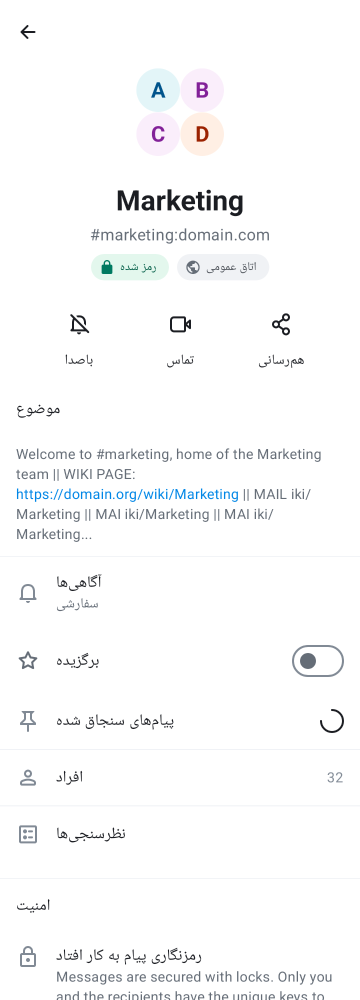 A
B
C
D
Marketing
#marketing:domain.com
رمز شده
اتاق عمومی
باصدا
تماس
هم‌رسانی
موضوع
Welcome to #marketing, home of the Marketing
team || WIKI PAGE:
https://domain.org/wiki/Marketing || MAIL iki/
Marketing || MAI iki/Marketing || MAI iki/
Marketing...
آگاهی‌ها
سفارشی
برگزیده
پیام‌های سنجاق شده
افراد
32
نظرسنجی‌ها
امنیت
رمزنگاری پیام به کار افتاد
Messages are secured with locks. Only you
and the recipients have the unique keys to